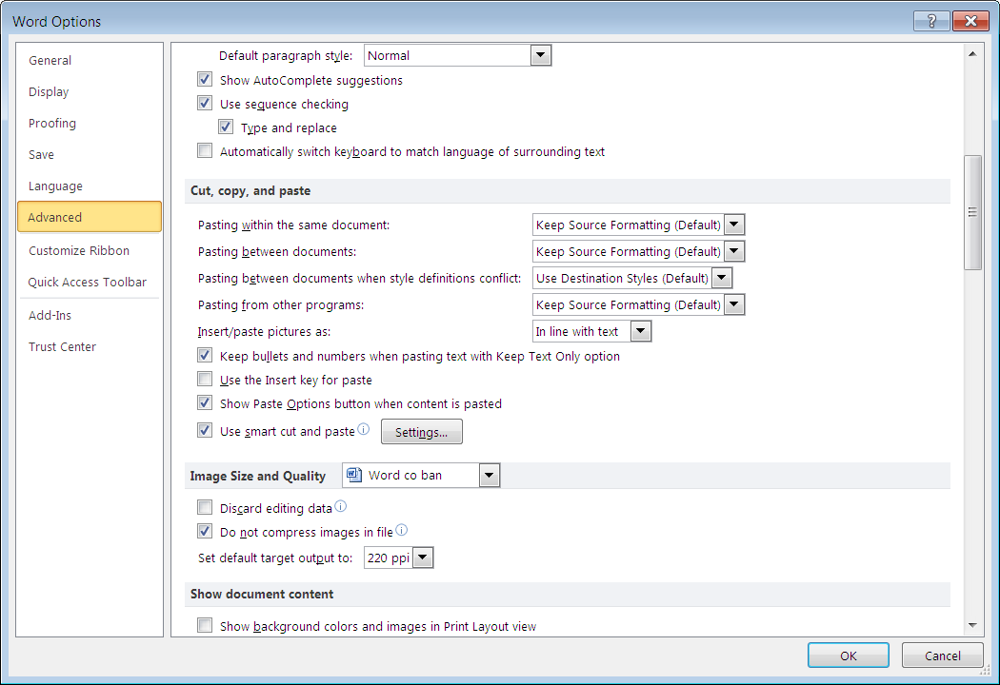 Word Options
General
Display
Proofing
Save
Language
Advanced
Customize Ribbon
Quick Access Toolbar
Add-Ins
Trust Center
Default paragraph style: Normal
Show AutoComplete suggestions
Use sequence checking
Type and replace
Automatically switch keyboard to match language of surrounding text
Cut, copy, and paste
Pasting within the same document: Keep Source Formatting (Default)
Pasting between documents: Keep Source Formatting (Default)
Pasting between documents when style definitions conflict: Use Destination Styles (Default)
Pasting from other programs: Keep Source Formatting (Default)
Insert/paste pictures as: In line with text
Keep bullets and numbers when pasting text with Keep Text Only option
Use the Insert key for paste
Show Paste Options button when content is pasted
Use smart cut and paste Settings...
Image Size and Quality Word co ban
Discard editing data
Do not compress images in file
Set default target output to: 220 ppi
Show document content
Show background colors and images in Print Layout view
OK Cancel